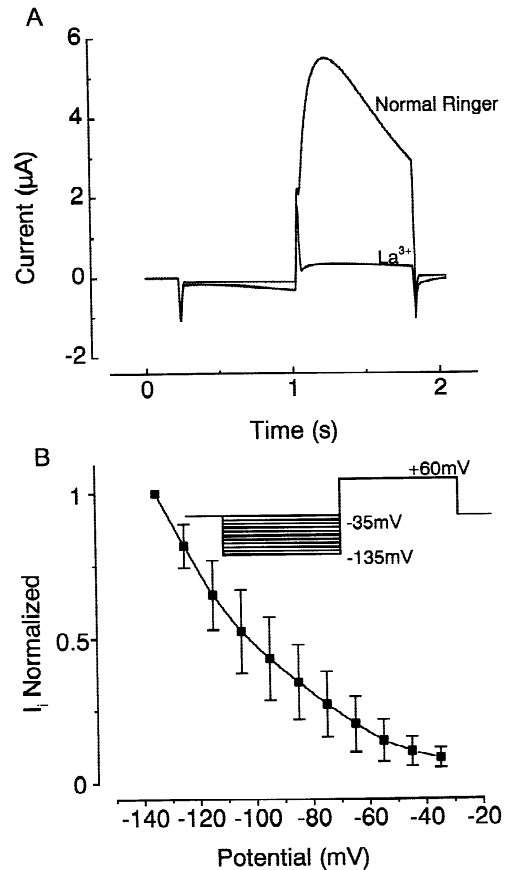 A
6
4
2
0
-2
Current (μA)
Normal Ringer
La³⁺
0 1 2
Time (s)
B
1
0.5
0
I_i Normalized
+60mV
-35mV
-135mV
-140 -120 -100 -80 -60 -40 -20
Potential (mV)